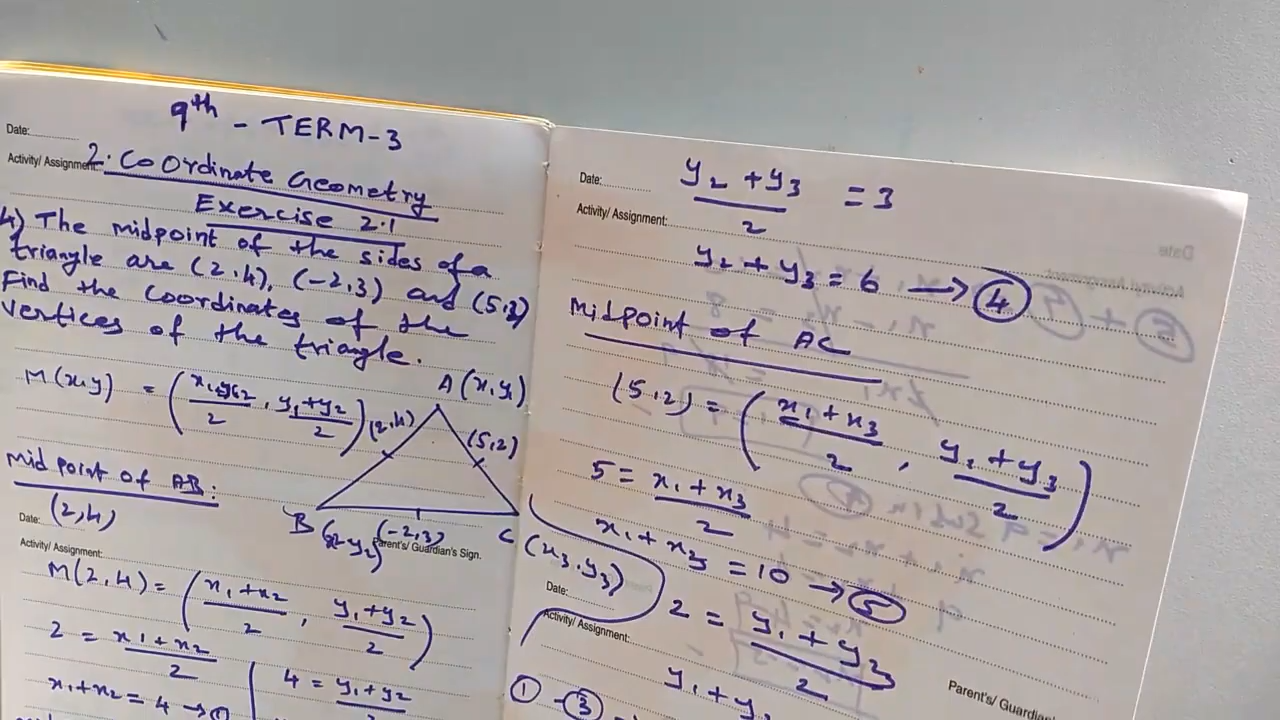 9th - TERM-3
Date:
Activity/ Assignment:
2. Coordinate Geometry
Exercise 2.1
4) The midpoint of the sides of a
triangle are (2,4), (-2,3) and (5,2)
Find the coordinates of the
vertices of the triangle.
M(x,y) = (x1+x2/2 , y1+y2/2)
A (x1,y1)
(2,4)
(5,2)
Mid point of AB:
(2,4)
B (x2 y2)
(-2,3)
C (x3,y3)
Date:
Parent's/ Guardian's Sign.
Activity/ Assignment:
M(2,4) = (x1+x2/2 , y1+y2/2)
2 = x1+x2/2
4 = y1+y2
x1+x2 = 4 → ①
Date:
Activity/ Assignment:
y2+y3/2 = 3
y2+y3 = 6 → ④
Midpoint of AC
(5,2) = (x1+x3/2 , y1+y3/2)
5 = x1+x3/2
x1+x3 = 10 → ⑤
Date:
Activity/ Assignment:
2 = y1+y3/2
① - ③
Parent's/ Guardian